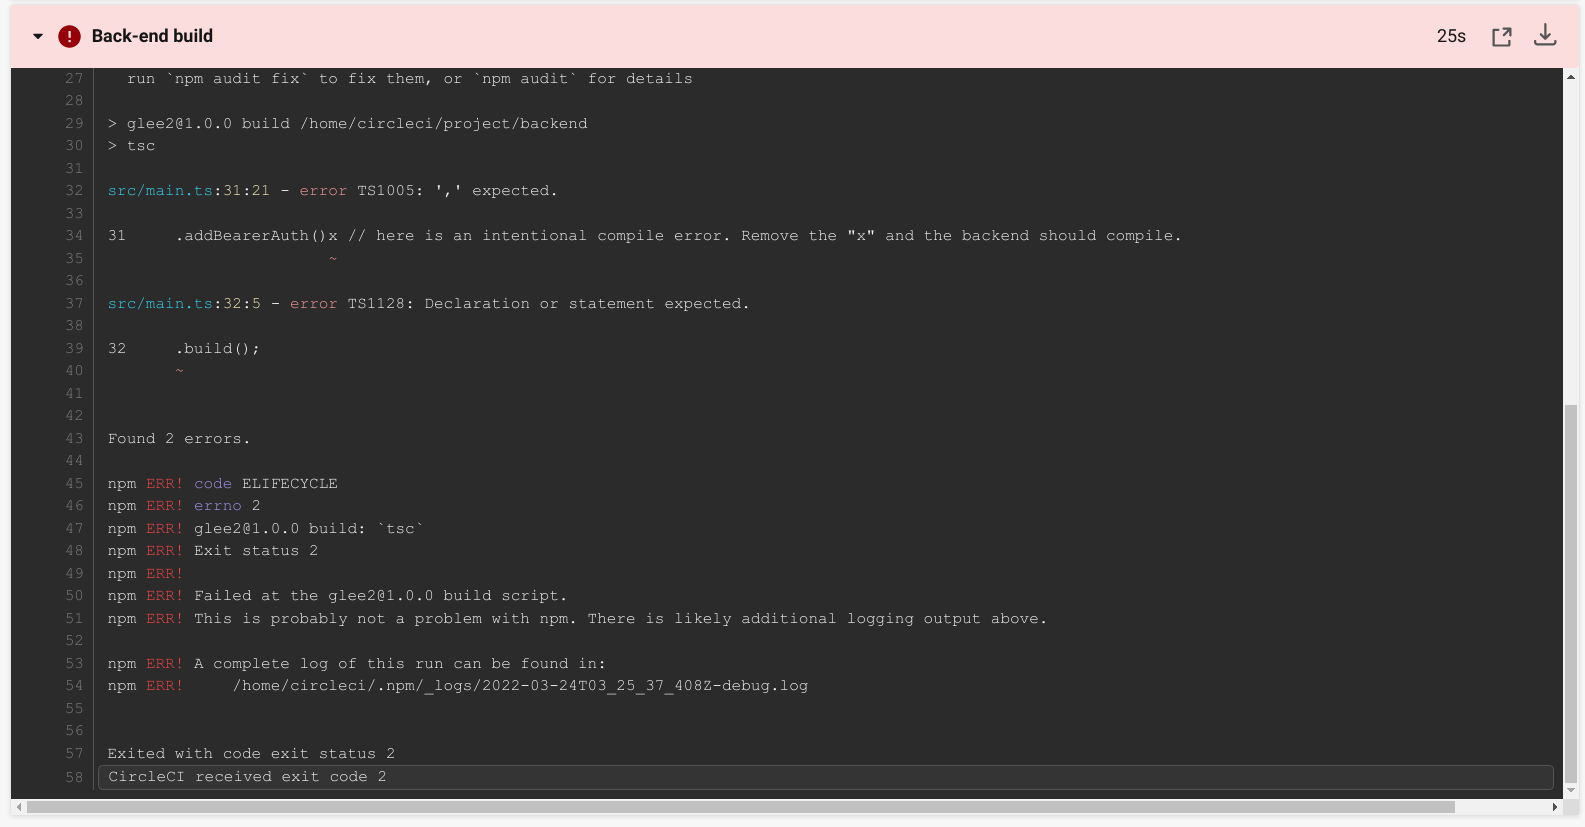 Back-end build 25s
27 run `npm audit fix` to fix them, or `npm audit` for details
28
29 > glee2@1.0.0 build /home/circleci/project/backend
30 > tsc
31
32 src/main.ts:31:21 - error TS1005: ',' expected.
33
34 31 .addBearerAuth()x // here is an intentional compile error. Remove the "x" and the backend should compile.
35 ~
36
37 src/main.ts:32:5 - error TS1128: Declaration or statement expected.
38
39 32 .build();
40 ~
41
42
43 Found 2 errors.
44
45 npm ERR! code ELIFECYCLE
46 npm ERR! errno 2
47 npm ERR! glee2@1.0.0 build: `tsc`
48 npm ERR! Exit status 2
49 npm ERR!
50 npm ERR! Failed at the glee2@1.0.0 build script.
51 npm ERR! This is probably not a problem with npm. There is likely additional logging output above.
52
53 npm ERR! A complete log of this run can be found in:
54 npm ERR! /home/circleci/.npm/_logs/2022-03-24T03_25_37_408Z-debug.log
55
56
57 Exited with code exit status 2
58 CircleCI received exit code 2